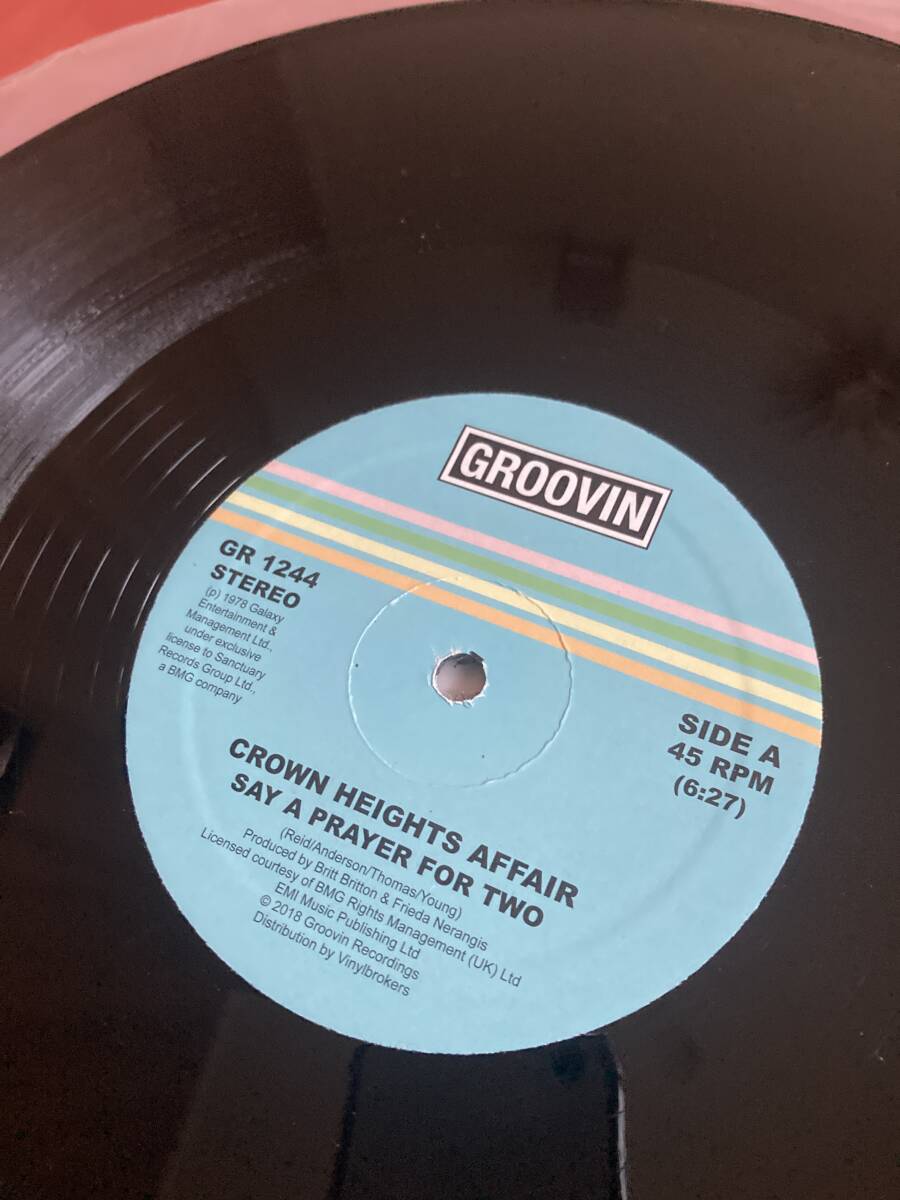 GROOVIN
GR 1244
STEREO
(p) 1978 Galaxy
Entertainment &
Management Ltd.,
under exclusive
license to Sanctuary
Records Group Ltd.,
a BMG company
SIDE A
45 RPM
(6:27)
CROWN HEIGHTS AFFAIR
SAY A PRAYER FOR TWO
(Reid/Anderson/Thomas/Young)
Produced by Britt Britton & Frieda Nerangis
Licensed courtesy of BMG Rights Management (UK) Ltd
EMI Music Publishing Ltd
© 2018 Groovin Recordings
Distribution by Vinylbrokers